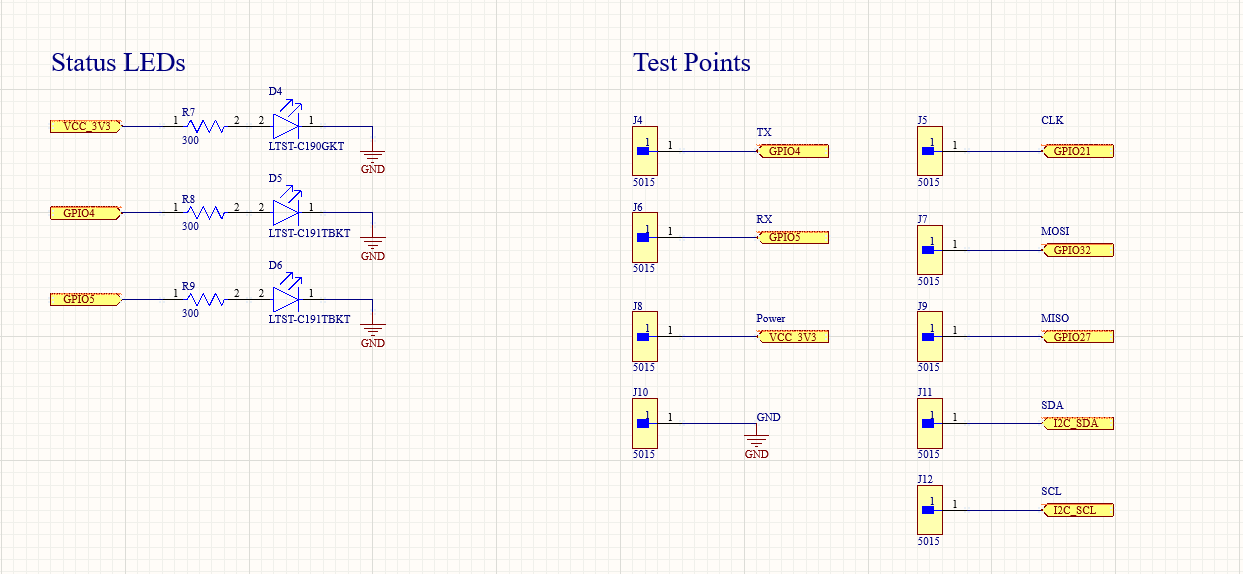 Status LEDs
VCC_3V3
1
R7
300
2
2
D4
1
LTST-C190GKT
GND
GPIO4
1
R8
300
2
2
D5
1
LTST-C191TBKT
GND
GPIO5
1
R9
300
2
2
D6
1
LTST-C191TBKT
GND
Test Points
J4
1
1
TX
GPIO4
5015
J6
1
1
RX
GPIO5
5015
J8
1
1
Power
VCC_3V3
5015
J10
1
1
GND
GND
5015
J5
1
1
CLK
GPIO21
5015
J7
1
1
MOSI
GPIO32
5015
J9
1
1
MISO
GPIO27
5015
J11
1
1
SDA
I2C_SDA
5015
J12
1
1
SCL
I2C_SCL
5015